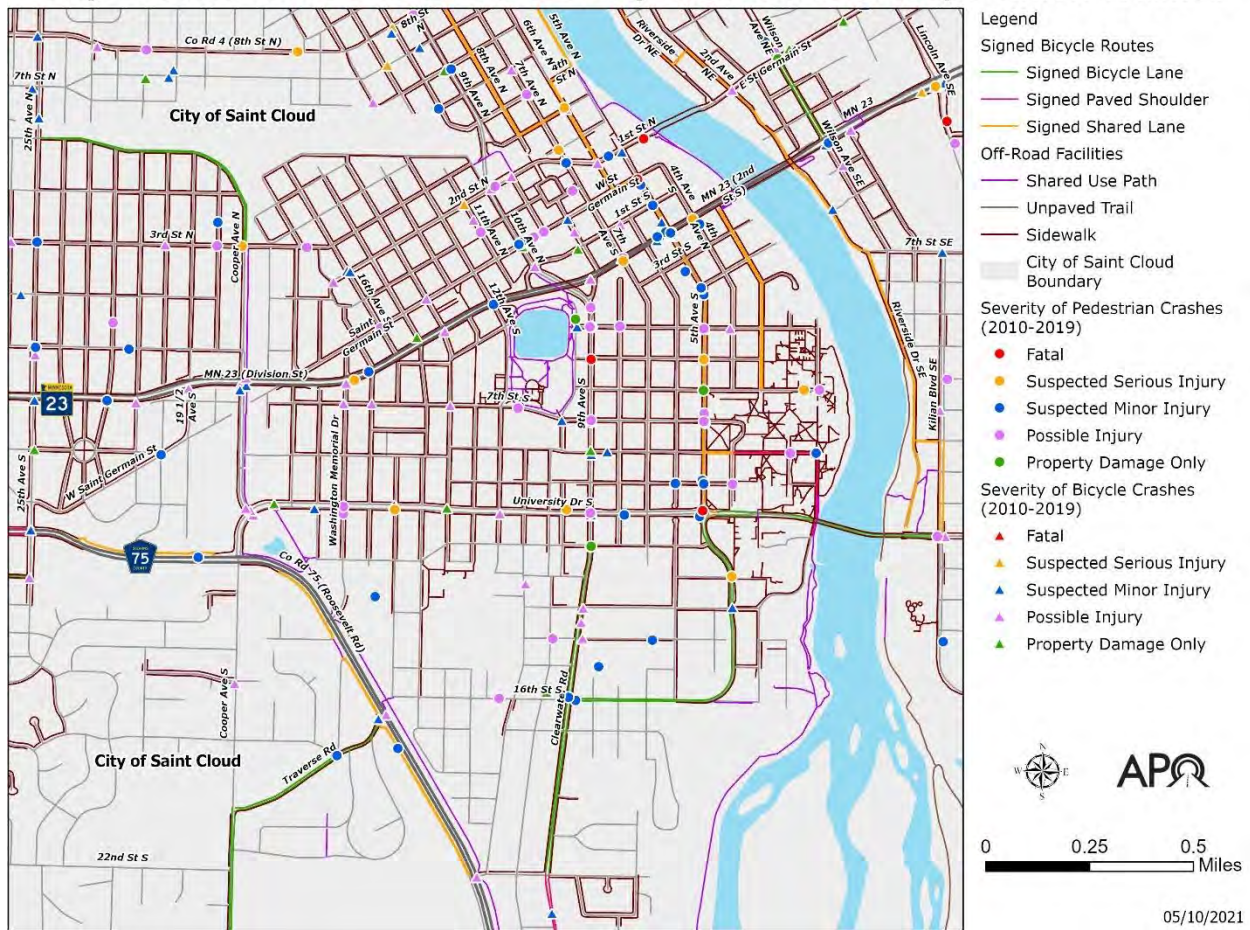 Co Rd 4 (8th St N)
8th St
N
5th Ave N
6th Ave N
4th
St N
7th Ave N
8th Ave N
9th Ave N
Riverside
Dr NE
2nd Ave
NE
Wilson
Ave NE
E St Germain St
Lincoln Ave SE
MN 23
7th St N
25th Ave N
City of Saint Cloud
1st St N
Wilson Ave SE
W St
Germain St
4th Ave
S
MN 23 (2nd
St S)
2nd St N
11th Ave N
10th Ave N
1st St S
7th
Ave S
3rd St S
4th
Ave N
3rd St N
Cooper Ave N
7th St SE
16th Ave S
12th Ave S
Saint
Germain St
5th Ave S
Riverside Dr SE
Kilian Blvd SE
MN 23 (Division St)
MINNESOTA
23
19 1/2
Ave S
7th St S
9th Ave S
Washington Memorial Dr
W Saint Germain St
25th Ave S
University Dr S
75
Co Rd 75 (Roosevelt Rd)
16th St S
Clearwater Rd
Cooper Ave S
City of Saint Cloud
Traverse Rd
22nd St S
Legend
Signed Bicycle Routes
Signed Bicycle Lane
Signed Paved Shoulder
Signed Shared Lane
Off-Road Facilities
Shared Use Path
Unpaved Trail
Sidewalk
City of Saint Cloud
Boundary
Severity of Pedestrian Crashes
(2010-2019)
Fatal
Suspected Serious Injury
Suspected Minor Injury
Possible Injury
Property Damage Only
Severity of Bicycle Crashes
(2010-2019)
Fatal
Suspected Serious Injury
Suspected Minor Injury
Possible Injury
Property Damage Only
N
W E
S
APO
0 0.25 0.5
Miles
05/10/2021